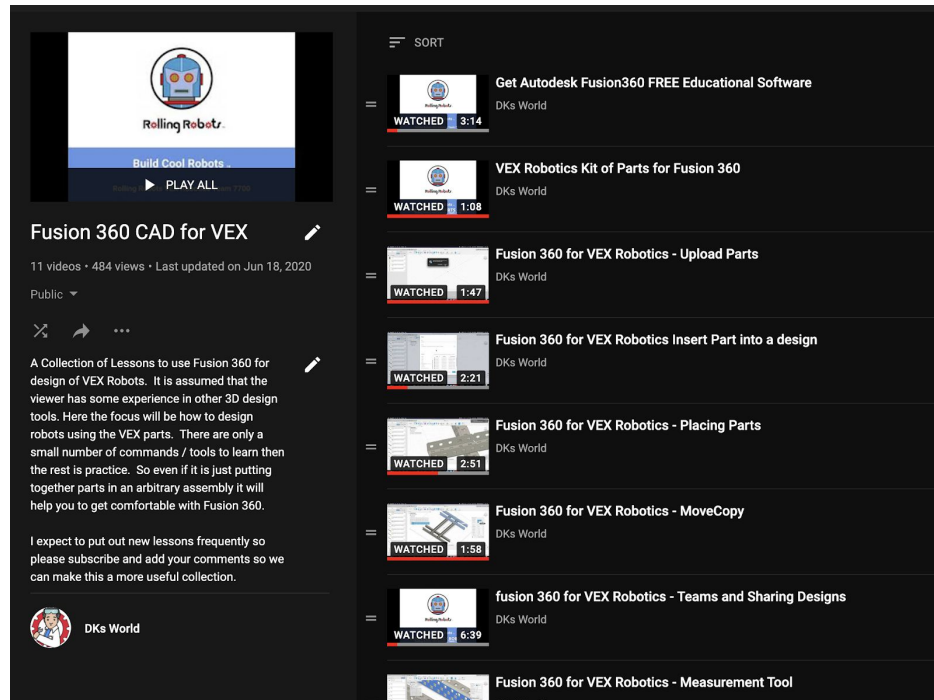 Rolling Robots
Build Cool Robots
PLAY ALL
Fusion 360 CAD for VEX
11 videos • 484 views • Last updated on Jun 18, 2020
Public
A Collection of Lessons to use Fusion 360 for
design of VEX Robots.  It is assumed that the
viewer has some experience in other 3D design
tools. Here the focus will be how to design
robots using the VEX parts.  There are only a
small number of commands / tools to learn then
the rest is practice.  So even if it is just putting
together parts in an arbitrary assembly it will
help you to get comfortable with Fusion 360.
I expect to put out new lessons frequently so
please subscribe and add your comments so we
can make this a more useful collection.
DKs World
SORT
Rolling Robots
WATCHED 3:14
Get Autodesk Fusion360 FREE Educational Software
DKs World
Rolling Robots
WATCHED 1:08
VEX Robotics Kit of Parts for Fusion 360
DKs World
WATCHED 1:47
Fusion 360 for VEX Robotics - Upload Parts
DKs World
WATCHED 2:21
Fusion 360 for VEX Robotics Insert Part into a design
DKs World
WATCHED 2:51
Fusion 360 for VEX Robotics - Placing Parts
DKs World
WATCHED 1:58
Fusion 360 for VEX Robotics - MoveCopy
DKs World
Rolling Robots
WATCHED 6:39
fusion 360 for VEX Robotics - Teams and Sharing Designs
DKs World
Fusion 360 for VEX Robotics - Measurement Tool